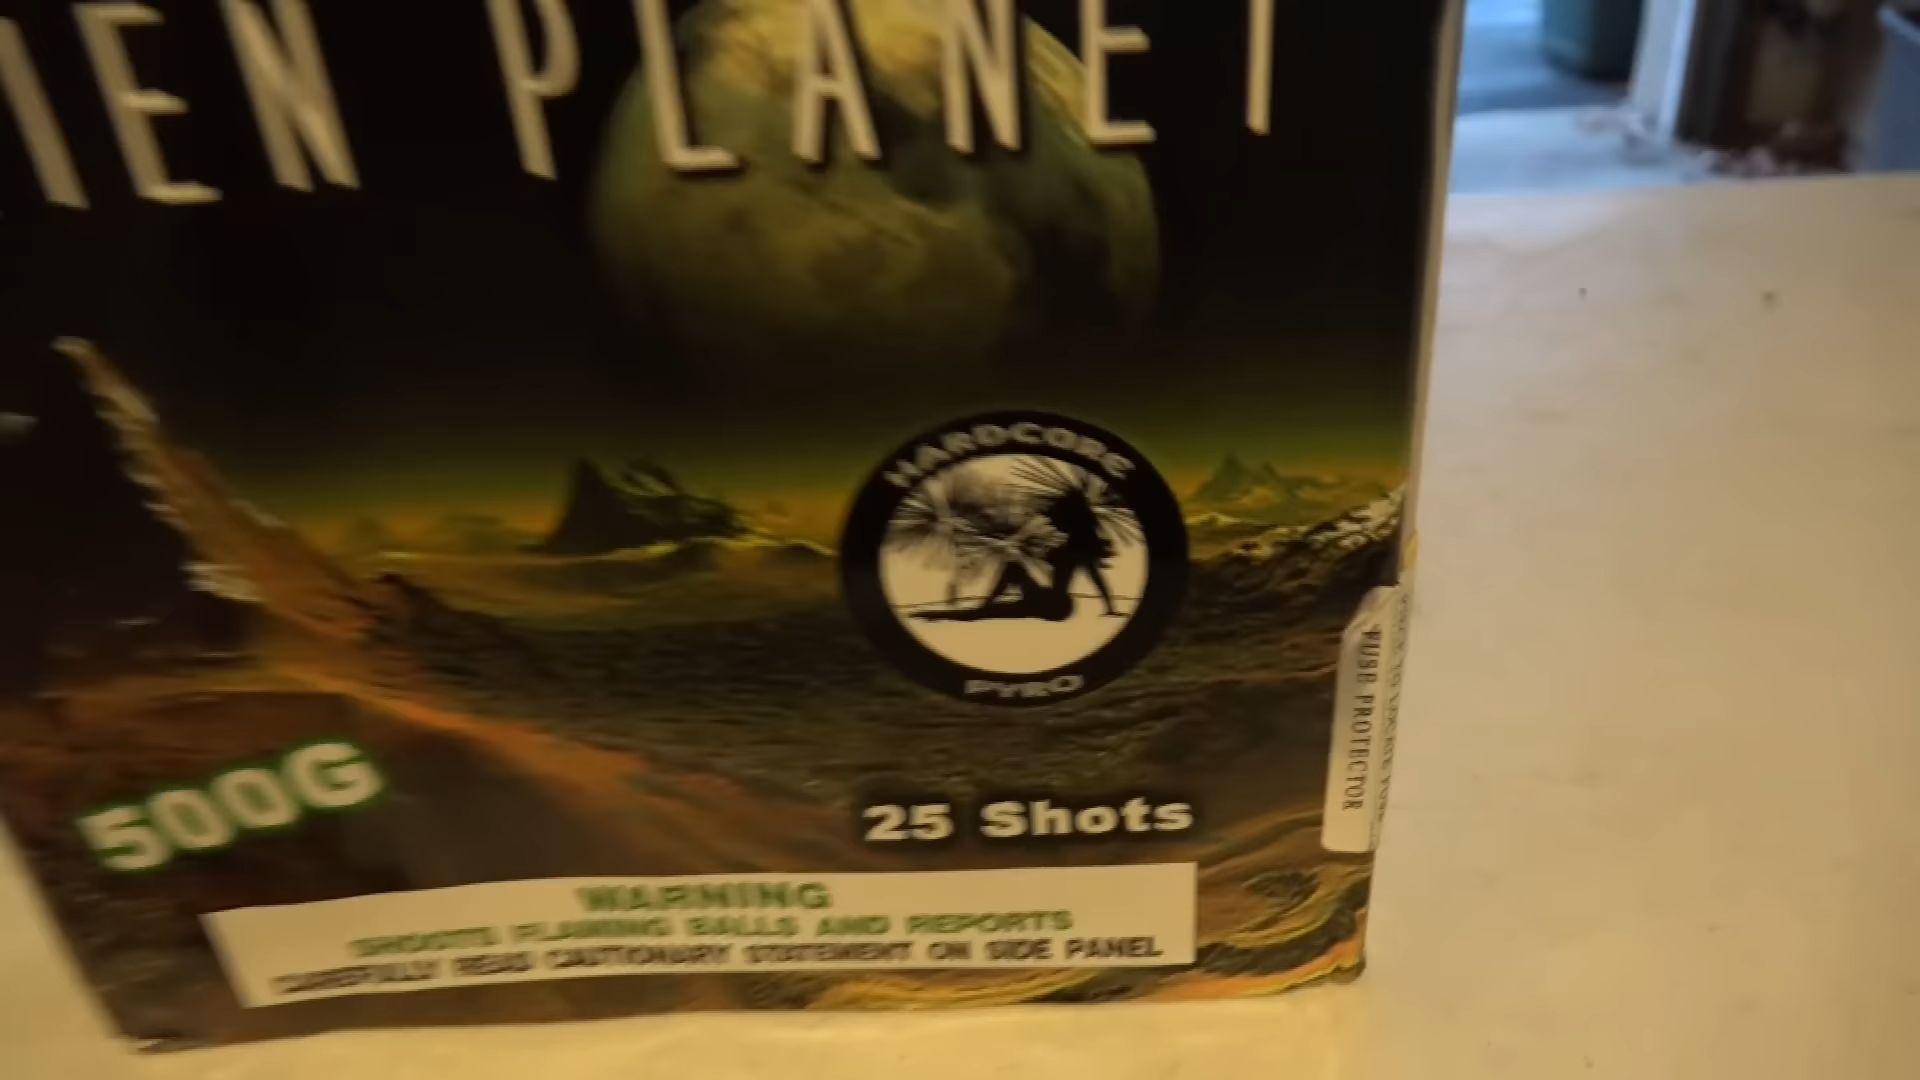 IEN PLANET
HARDCORE
PYRO
FUSE PROTECTOR
500G
25 Shots
WARNING
SHOOTS FLAMING BALLS AND REPORTS
CAREFULLY READ CAUTIONARY STATEMENT ON SIDE PANEL